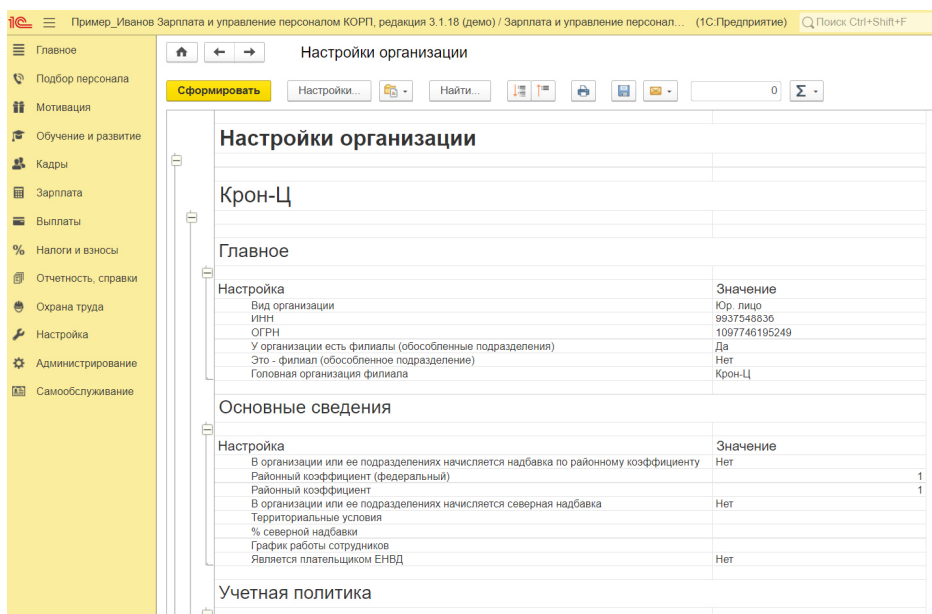 1С Пример_Иванов Зарплата и управление персоналом КОРП, редакция 3.1.18 (демо) / Зарплата и управление персонал... (1С:Предприятие) Поиск Ctrl+Shift+F
Главное
Подбор персонала
Мотивация
Обучение и развитие
Кадры
Зарплата
Выплаты
Налоги и взносы
Отчетность, справки
Охрана труда
Настройка
Администрирование
Самообслуживание
Настройки организации
Сформировать Настройки... Найти... 0 Σ
Настройки организации
Крон-Ц
Главное
Настройка Значение
Вид организации Юр. лицо
ИНН 9937548836
ОГРН 1097746195249
У организации есть филиалы (обособленные подразделения) Да
Это - филиал (обособленное подразделение) Нет
Головная организация филиала Крон-Ц
Основные сведения
Настройка Значение
В организации или ее подразделениях начисляется надбавка по районному коэффициенту Нет
Районный коэффициент (федеральный) 1
Районный коэффициент 1
В организации или ее подразделениях начисляется северная надбавка Нет
Территориальные условия
% северной надбавки
График работы сотрудников
Является плательщиком ЕНВД Нет
Учетная политика